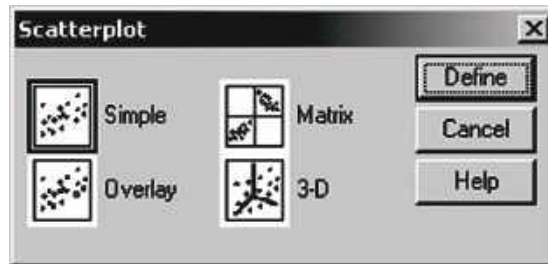 Scatterplot
Simple
Matrix
Overlay
3-D
Define
Cancel
Help